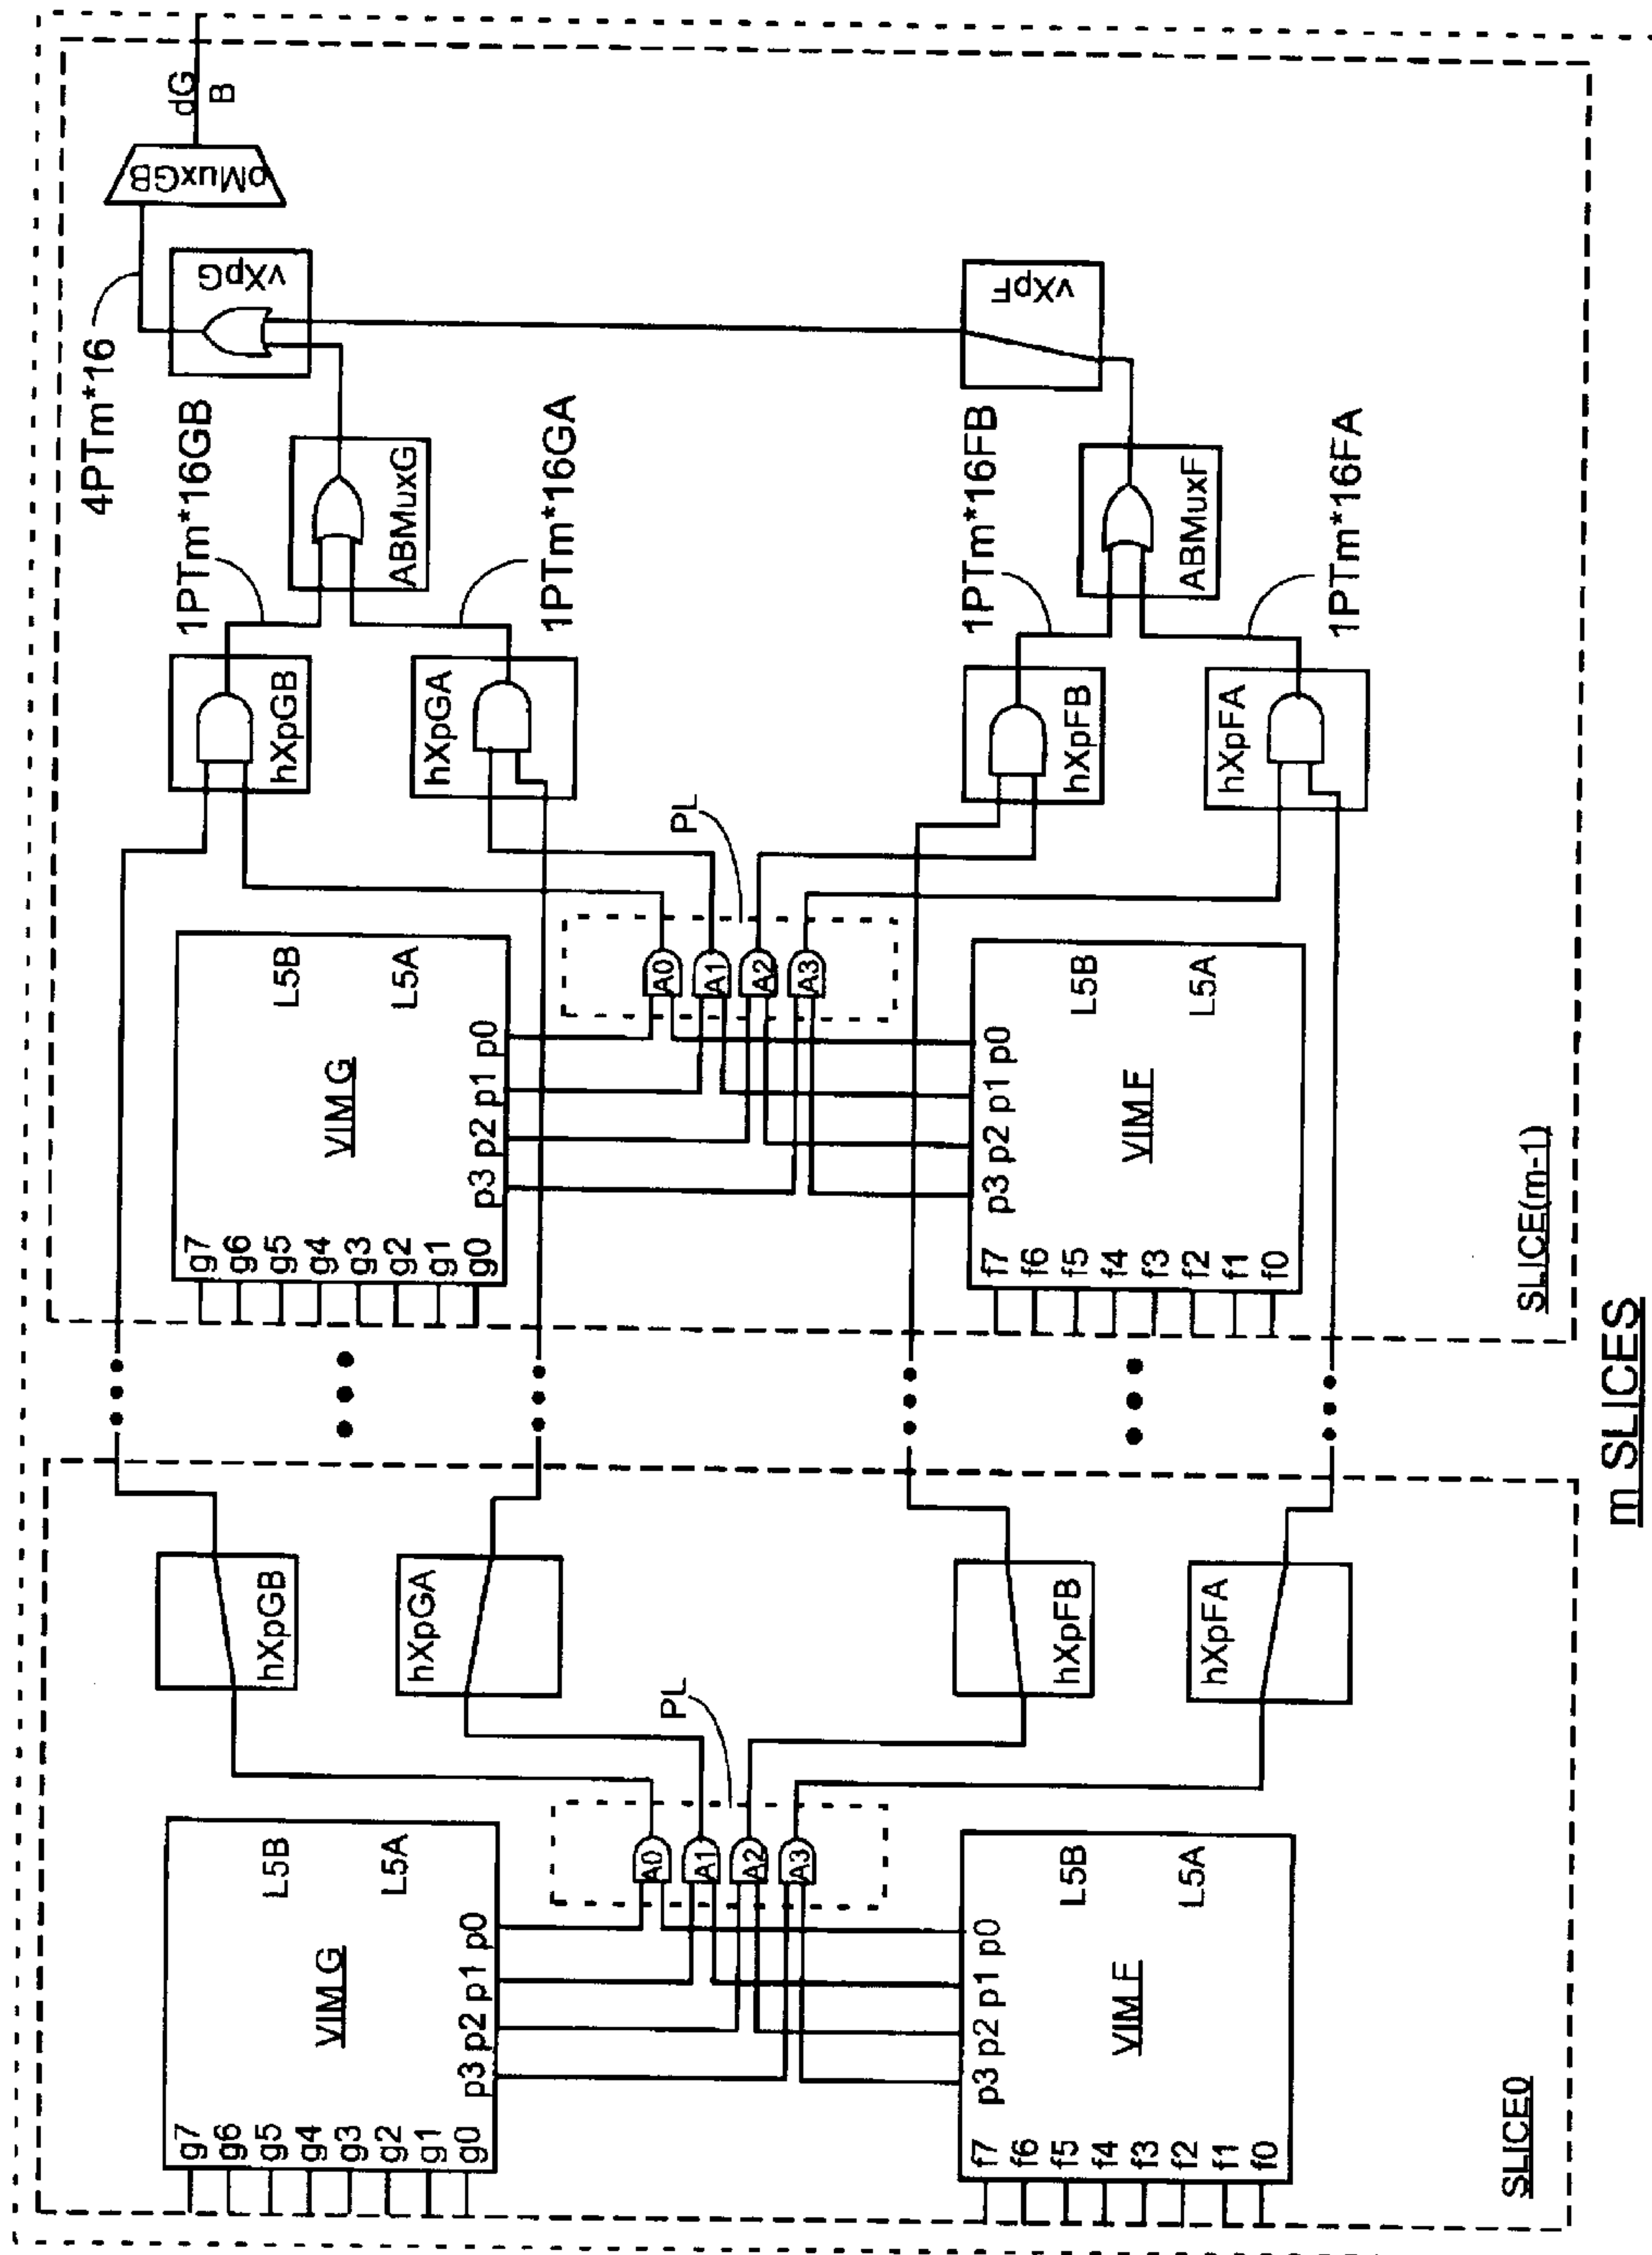 g7
g6
g5
g4
g3
g2
g1
g0
VIM G
L5B
L5A
p3 p2 p1 p0
A0
A1
A2
A3
PL
p3 p2 p1 p0
f7
f6
f5
f4
f3
f2
f1
f0
VIM F
L5B
L5A
hXpGB
hXpGA
hXpFB
hXpFA
SLICE0
g7
g6
g5
g4
g3
g2
g1
g0
VIM G
L5B
L5A
p3 p2 p1 p0
A0
A1
A2
A3
PL
p3 p2 p1 p0
f7
f6
f5
f4
f3
f2
f1
f0
VIM F
L5B
L5A
hXpGB
hXpGA
hXpFB
hXpFA
1PTm*16GB
1PTm*16GA
1PTm*16FB
1PTm*16FA
ABMuxG
ABMuxF
4PTm*16
vXpG
vXpF
pMuxGB
dG
B
SLICE(m-1)
m SLICES